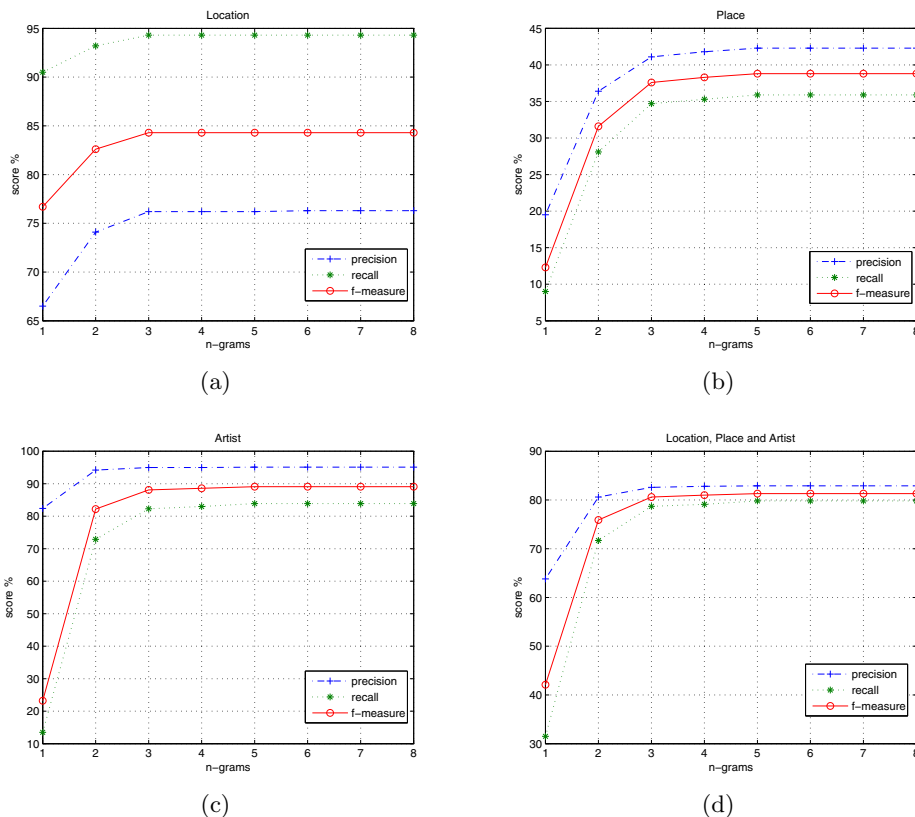 Location
95
90
85
80
75
70
65
score %
precision
recall
f-measure
1 2 3 4 5 6 7 8
n-grams
(a)
Place
45
40
35
30
25
20
15
10
5
score %
precision
recall
f-measure
1 2 3 4 5 6 7 8
n-grams
(b)
Artist
100
90
80
70
60
50
40
30
20
10
score %
precision
recall
f-measure
1 2 3 4 5 6 7 8
n-grams
(c)
Location, Place and Artist
90
80
70
60
50
40
30
score %
precision
recall
f-measure
1 2 3 4 5 6 7 8
n-grams
(d)